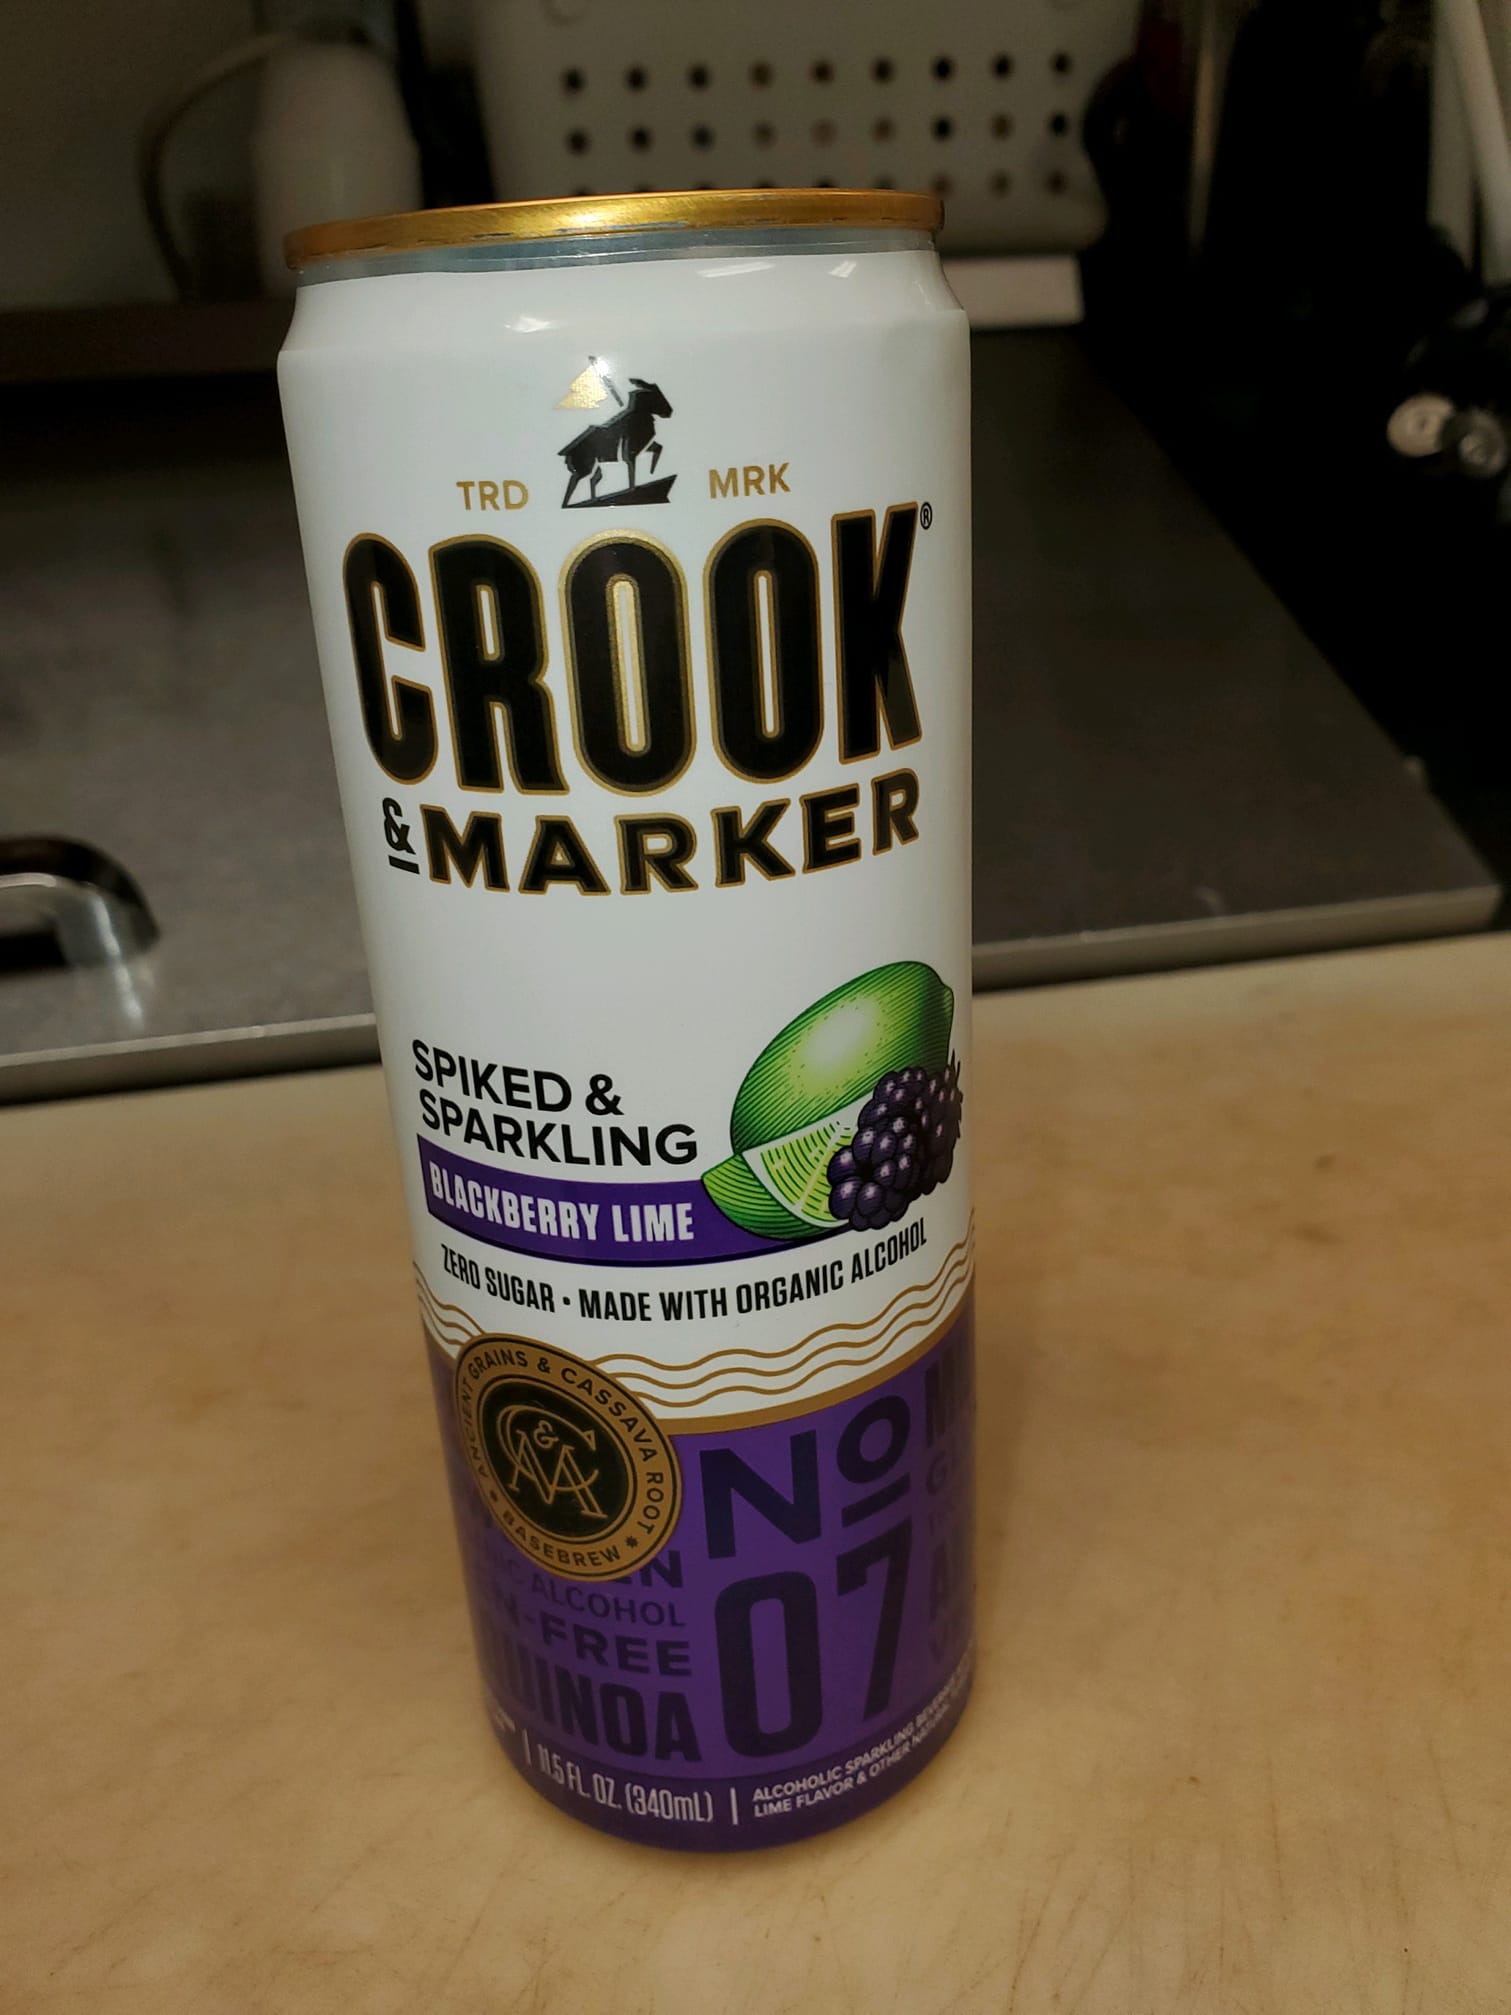 TRD MRK
CROOK®
& MARKER
SPIKED &
SPARKLING
BLACKBERRY LIME
ZERO SUGAR • MADE WITH ORGANIC ALCOHOL
ANCIENT GRAINS & CASSAVA ROOT
C&M
* BASEBREW *
No
07
ALCOHOL
-FREE
QUINOA
| 11.5 FL. OZ. (340mL) |
ALCOHOLIC SPARKLING
LIME FLAVOR & OTHER